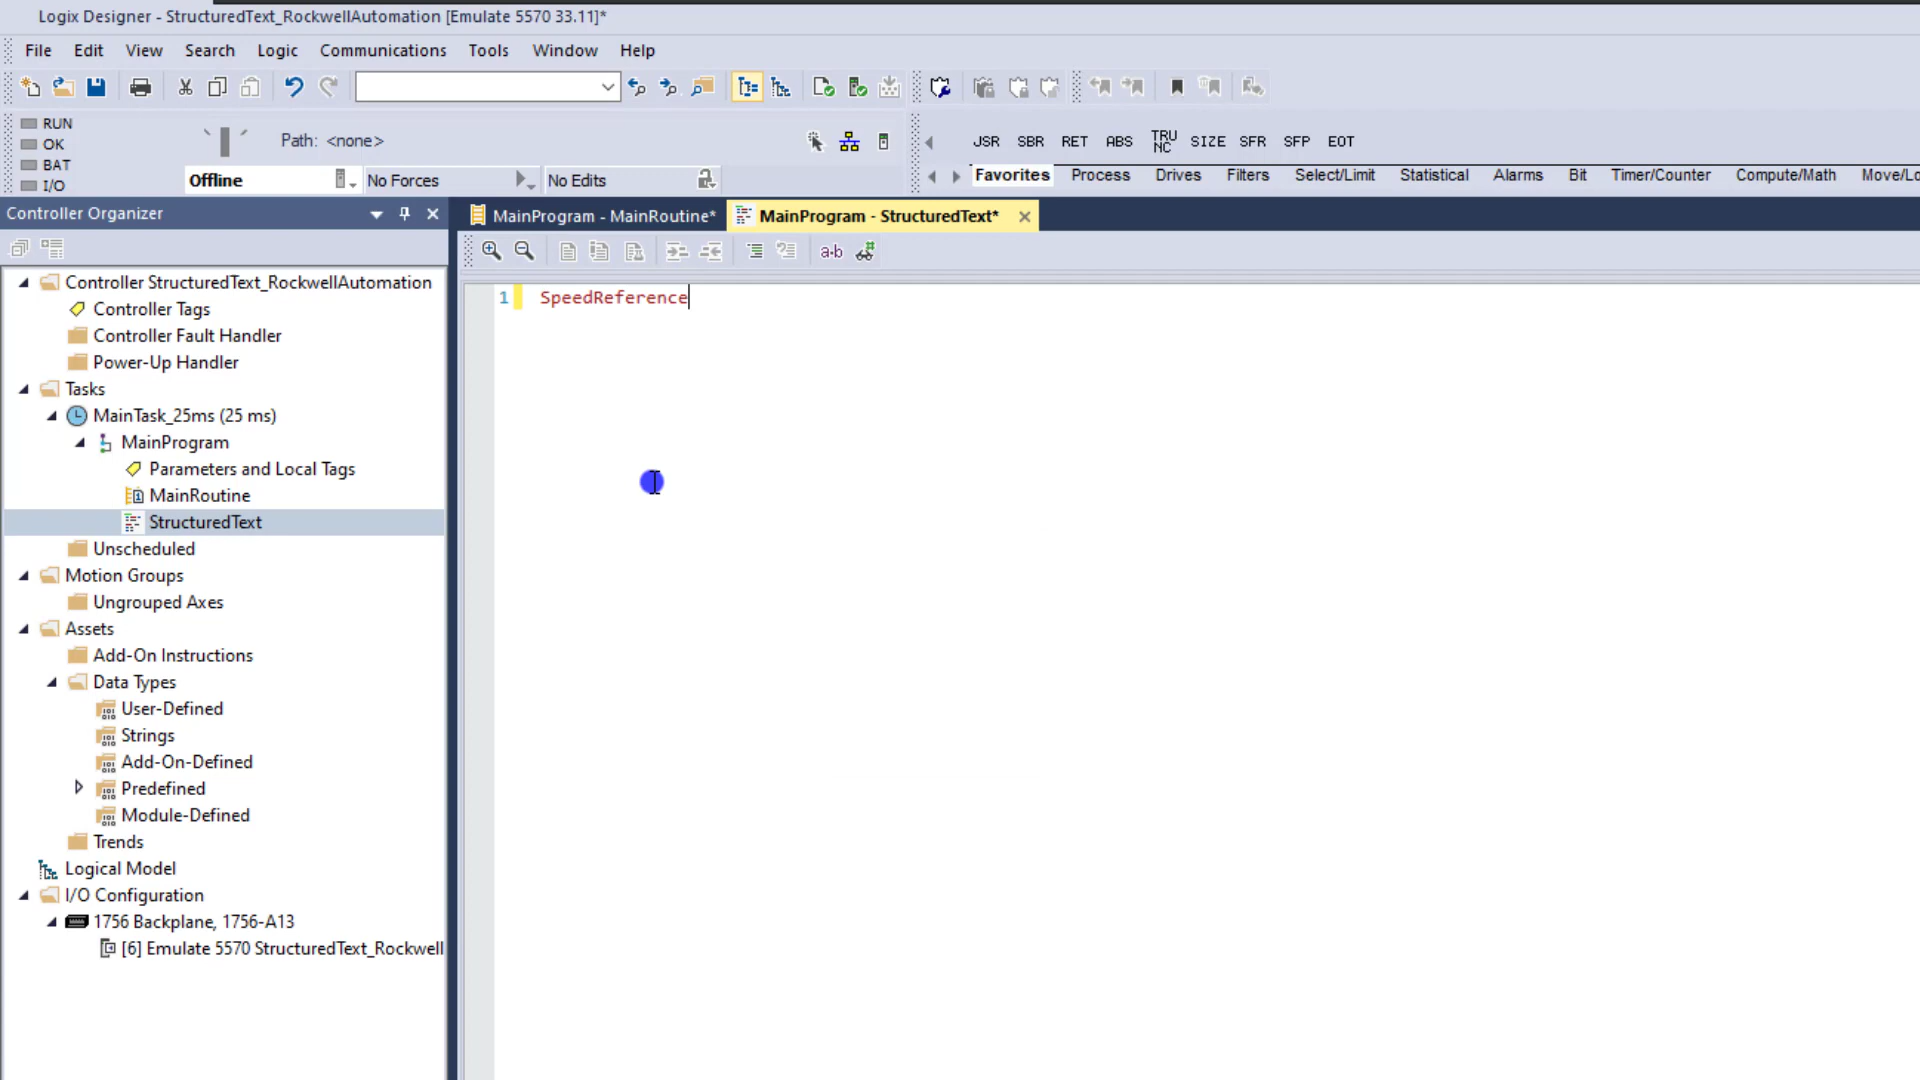 Logix Designer - StructuredText_RockwellAutomation [Emulate 5570 33.11]*
File Edit View Search Logic Communications Tools Window Help
RUN
OK
BAT
I/O
Path: <none>
Offline No Forces No Edits
JSR SBR RET ABS TRUNC SIZE SFR SFP EOT
Favorites Process Drives Filters Select/Limit Statistical Alarms Bit Timer/Counter Compute/Math Move/Lo
Controller Organizer
MainProgram - MainRoutine* MainProgram - StructuredText*
a-b
1 SpeedReference
Controller StructuredText_RockwellAutomation
Controller Tags
Controller Fault Handler
Power-Up Handler
Tasks
MainTask_25ms (25 ms)
MainProgram
Parameters and Local Tags
MainRoutine
StructuredText
Unscheduled
Motion Groups
Ungrouped Axes
Assets
Add-On Instructions
Data Types
User-Defined
Strings
Add-On-Defined
Predefined
Module-Defined
Trends
Logical Model
I/O Configuration
1756 Backplane, 1756-A13
[6] Emulate 5570 StructuredText_Rockwell